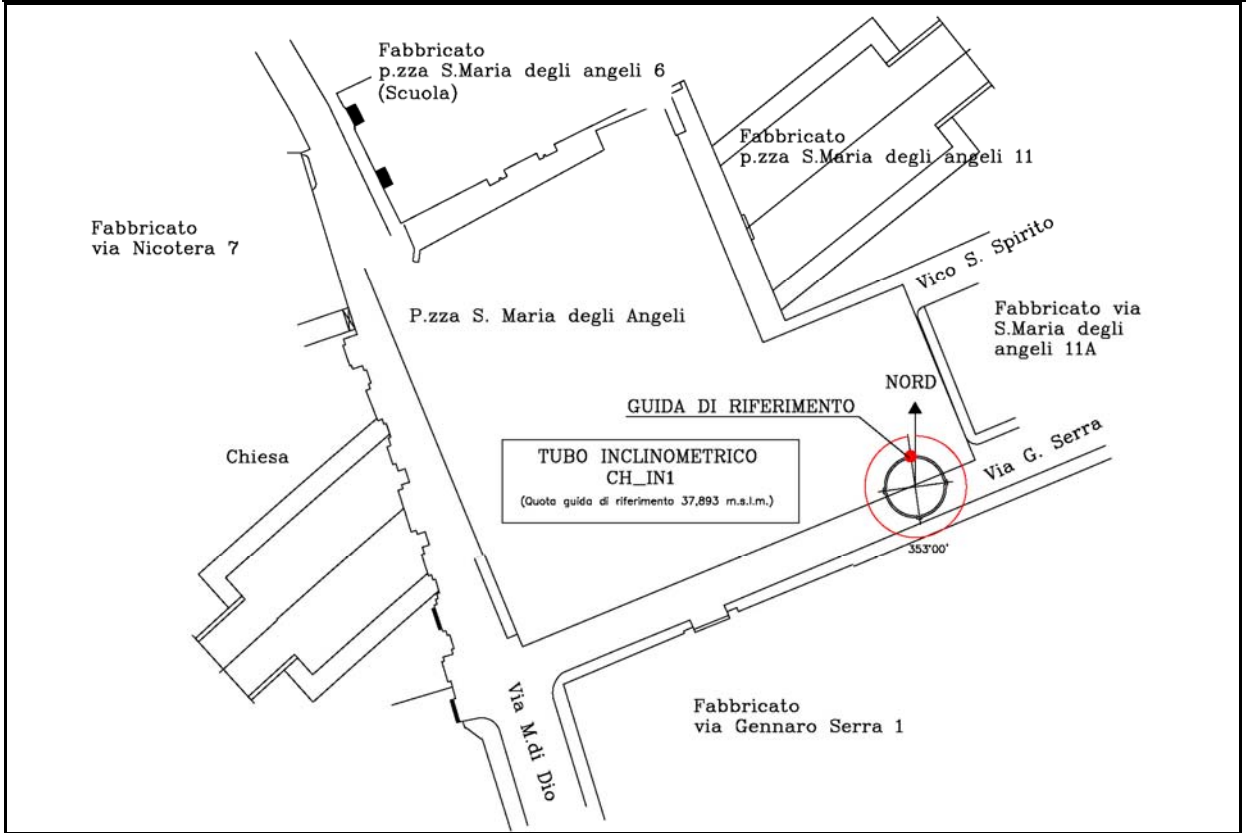 Fabbricato
p.zza S.Maria degli angeli 6
(Scuola)
Fabbricato
p.zza S.Maria degli angeli 11
Fabbricato
via Nicotera 7
Vico S. Spirito
P.zza S. Maria degli Angeli
Fabbricato via
S.Maria degli
angeli 11A
NORD
GUIDA DI RIFERIMENTO
Chiesa
TUBO INCLINOMETRICO
CH_IN1
(Quota guida di riferimento 37,893 m.s.l.m.)
Via G. Serra
353°00'
Via M.di Dio
Fabbricato
via Gennaro Serra 1